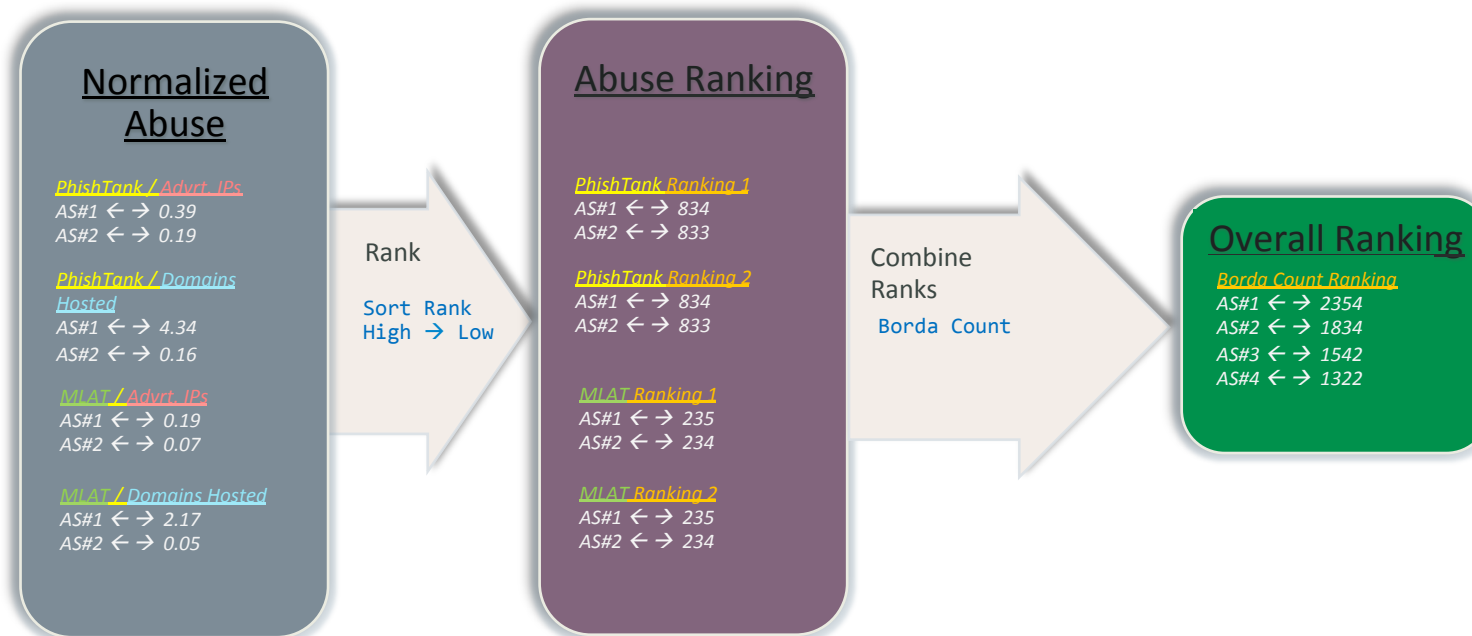 Normalized
Abuse
PhishTank / Advrt. IPs
AS#1 ← → 0.39
AS#2 ← → 0.19
PhishTank / Domains
Hosted
AS#1 ← → 4.34
AS#2 ← → 0.16
MLAT / Advrt. IPs
AS#1 ← → 0.19
AS#2 ← → 0.07
MLAT / Domains Hosted
AS#1 ← → 2.17
AS#2 ← → 0.05
Rank
Sort Rank
High → Low
Abuse Ranking
PhishTank Ranking 1
AS#1 ← → 834
AS#2 ← → 833
PhishTank Ranking 2
AS#1 ← → 834
AS#2 ← → 833
MLAT Ranking 1
AS#1 ← → 235
AS#2 ← → 234
MLAT Ranking 2
AS#1 ← → 235
AS#2 ← → 234
Combine
Ranks
Borda Count
Overall Ranking
Borda Count Ranking
AS#1 ← → 2354
AS#2 ← → 1834
AS#3 ← → 1542
AS#4 ← → 1322